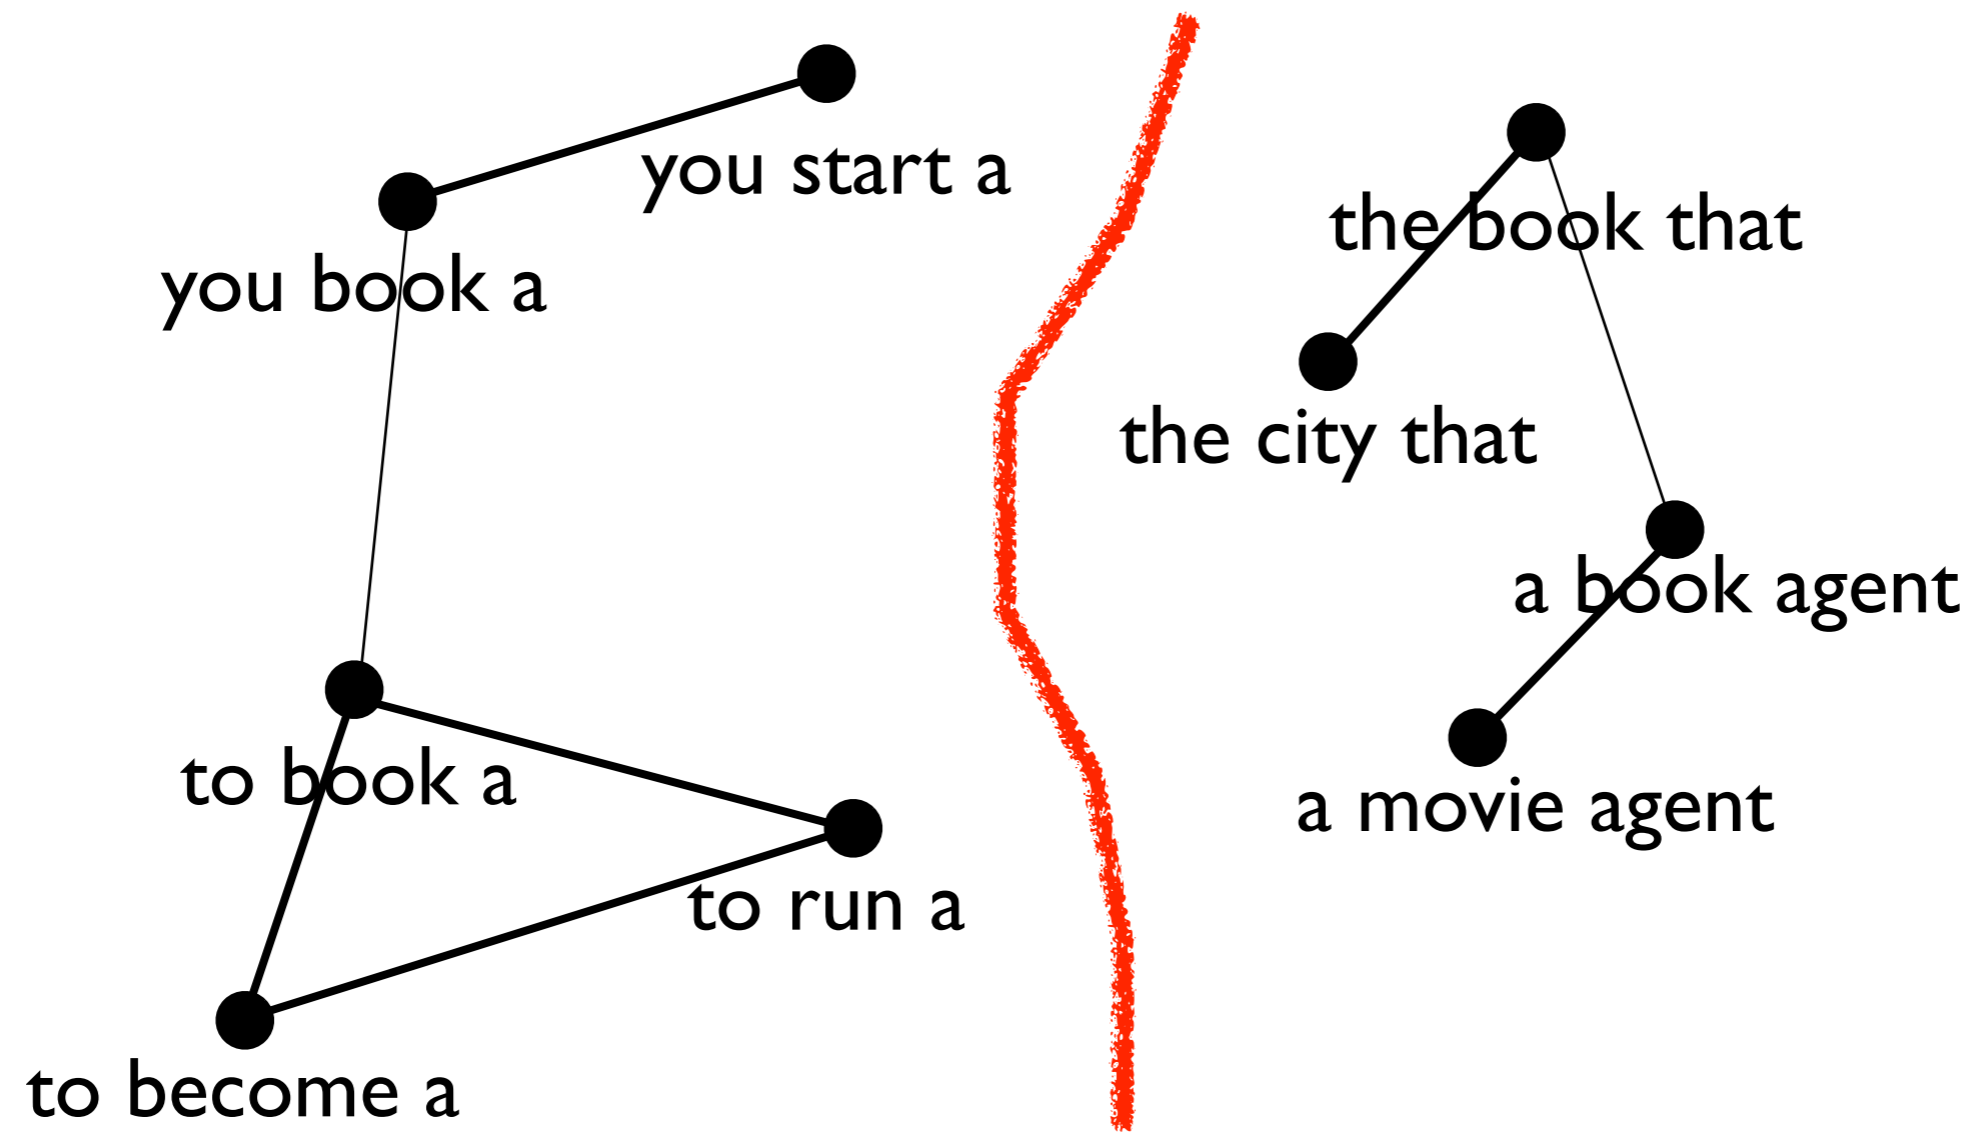 you start a
you book a
to book a
to run a
to become a
the book that
the city that
a book agent
a movie agent